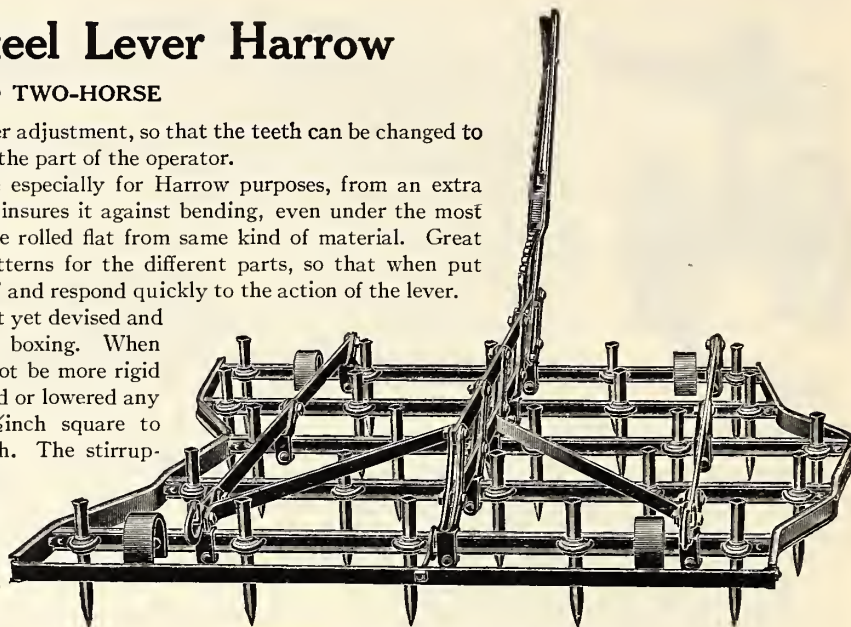 teel Lever Harrow
TWO-HORSE
er adjustment, so that the teeth can be changed to
the part of the operator.
especially for Harrow purposes, from an extra
insures it against bending, even under the most
e rolled flat from same kind of material. Great
tterns for the different parts, so that when put
and respond quickly to the action of the lever.
t yet devised and
boxing. When
ot be more rigid
d or lowered any
inch square to
h. The stirrup-